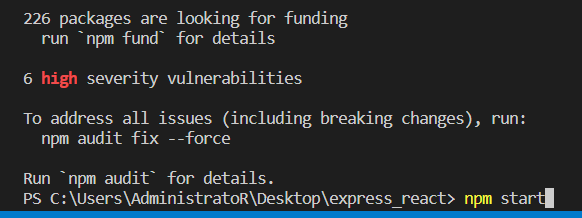 226 packages are looking for funding
  run `npm fund` for details
6 high severity vulnerabilities
To address all issues (including breaking changes), run:
  npm audit fix --force
Run `npm audit` for details.
PS C:\Users\AdministratoR\Desktop\express_react> npm start